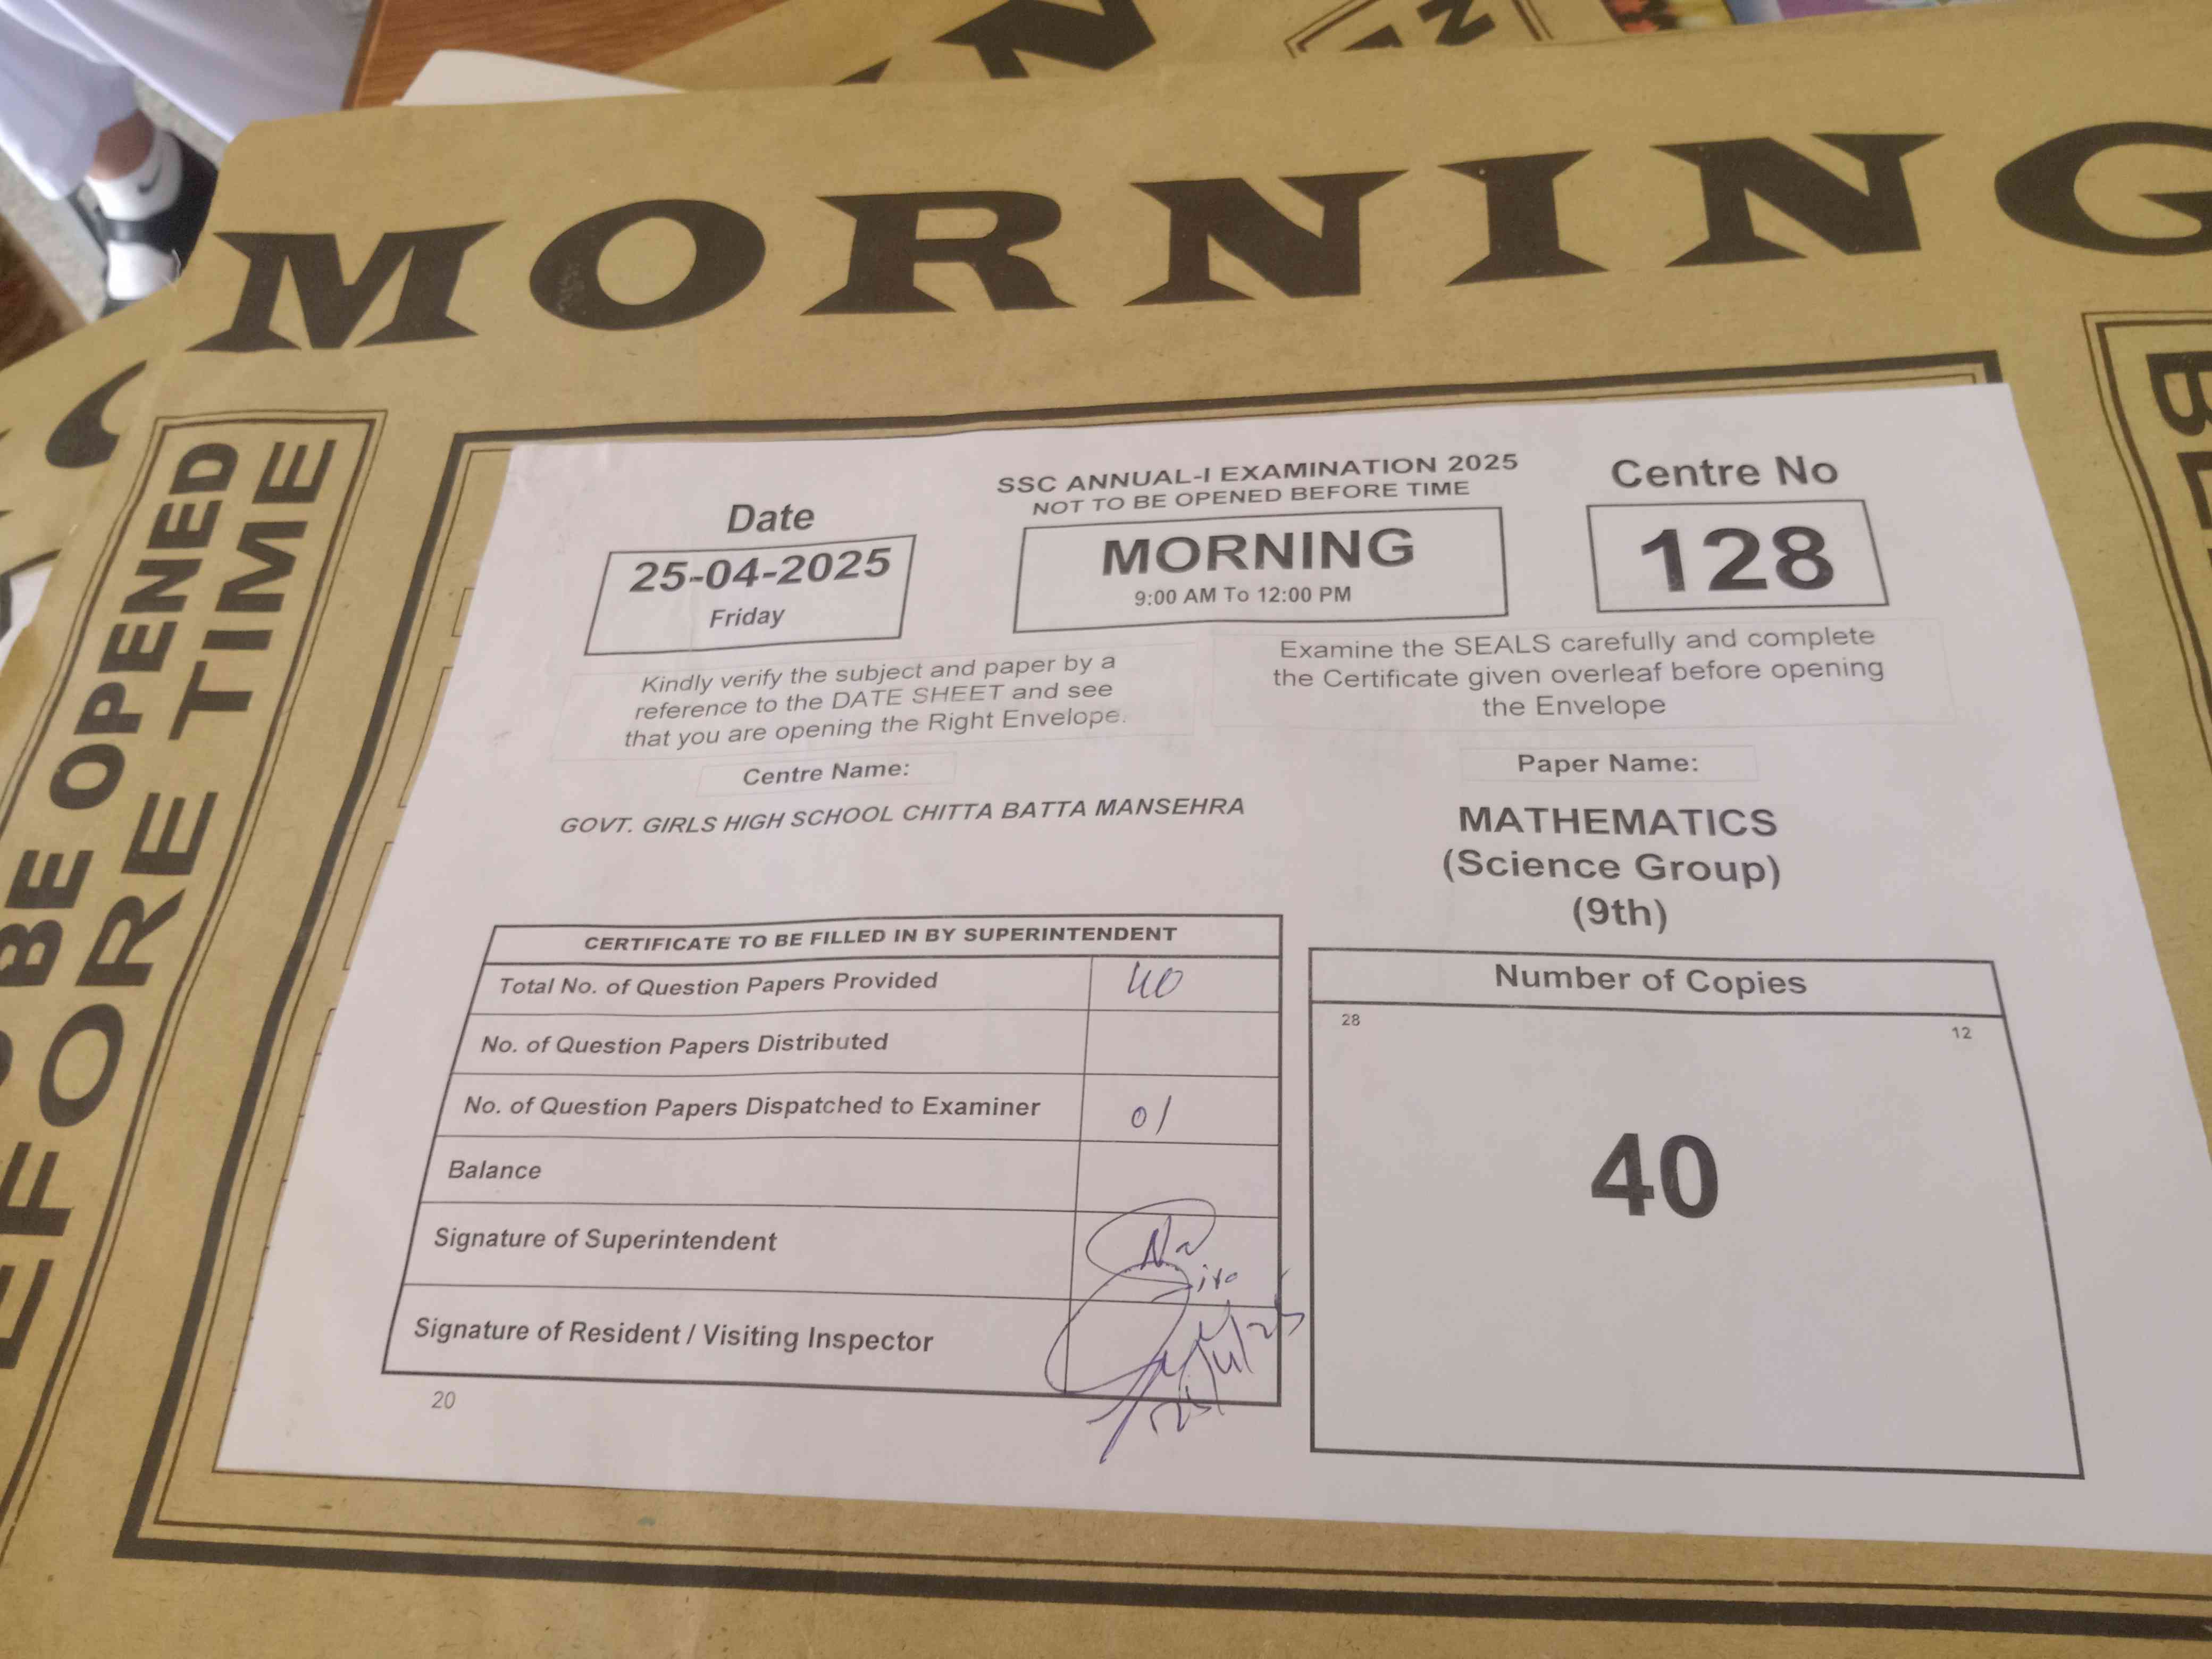 MORNING
BE OPENED
BEFORE TIME
SSC ANNUAL-I EXAMINATION 2025
NOT TO BE OPENED BEFORE TIME
Date
25-04-2025
Friday
MORNING
9:00 AM To 12:00 PM
Centre No
128
Kindly verify the subject and paper by a
reference to the DATE SHEET and see
that you are opening the Right Envelope.
Examine the SEALS carefully and complete
the Certificate given overleaf before opening
the Envelope
Centre Name:
GOVT. GIRLS HIGH SCHOOL CHITTA BATTA MANSEHRA
Paper Name:
MATHEMATICS
(Science Group)
(9th)
CERTIFICATE TO BE FILLED IN BY SUPERINTENDENT
Total No. of Question Papers Provided 40
No. of Question Papers Distributed
No. of Question Papers Dispatched to Examiner 01
Balance
Signature of Superintendent
Signature of Resident / Visiting Inspector
20
Number of Copies
28 12
40